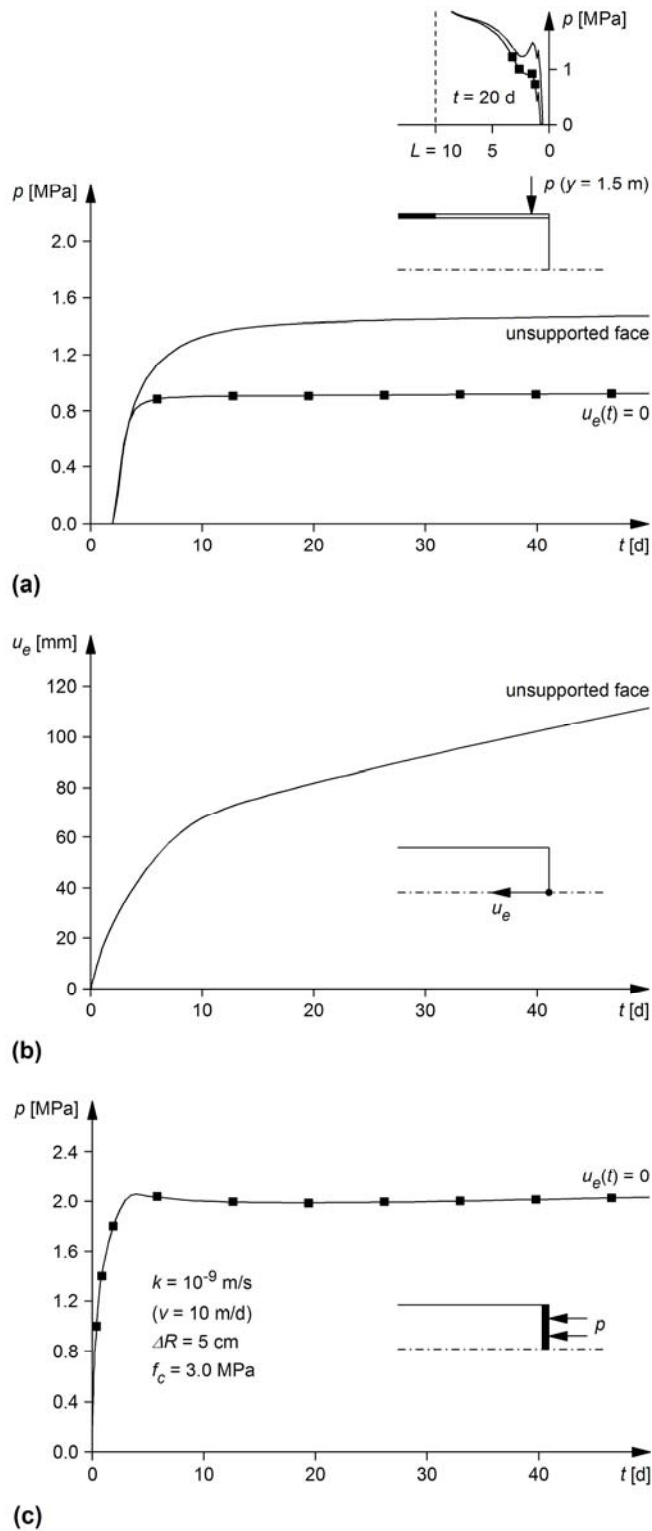 p [MPa]
1
t = 20 d
0
L = 10 5 0
p [MPa]
p (y = 1.5 m)
2.0
1.6
unsupported face
1.2
0.8
u_e(t) = 0
0.4
0.0
0 10 20 30 40 t [d]
(a)
u_e [mm]
120
unsupported face
100
80
60
40
u_e
20
0
0 10 20 30 40 t [d]
(b)
p [MPa]
2.4
u_e(t) = 0
2.0
1.6
k = 10⁻⁹ m/s
1.2
(v = 10 m/d)
p
ΔR = 5 cm
0.8
f_c = 3.0 MPa
0.4
0.0
0 10 20 30 40 t [d]
(c)